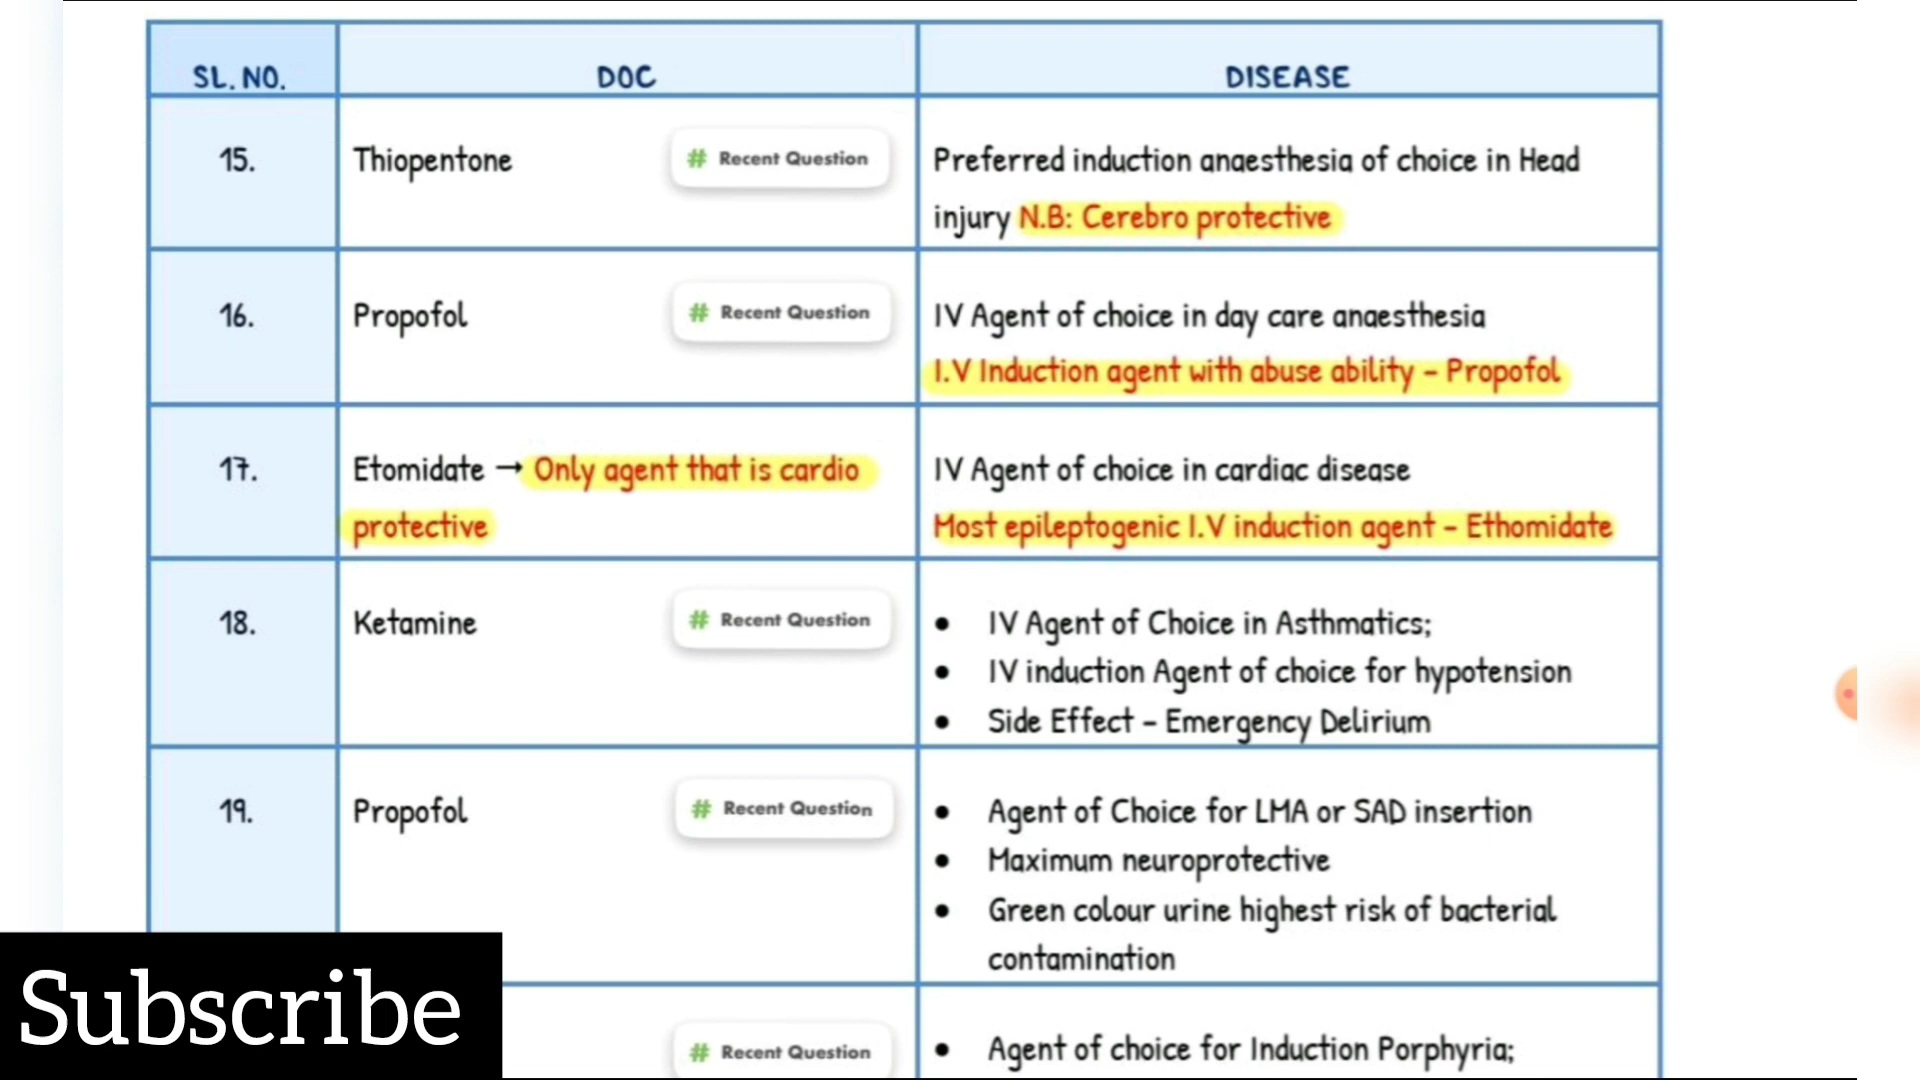 SL. NO. DOC DISEASE
15. Thiopentone # Recent Question Preferred induction anaesthesia of choice in Head
injury N.B: Cerebro protective
16. Propofol # Recent Question IV Agent of choice in day care anaesthesia
I.V Induction agent with abuse ability – Propofol
17. Etomidate → Only agent that is cardio IV Agent of choice in cardiac disease
protective Most epileptogenic I.V induction agent – Ethomidate
18. Ketamine # Recent Question • IV Agent of Choice in Asthmatics;
• IV induction Agent of choice for hypotension
• Side Effect – Emergency Delirium
19. Propofol # Recent Question • Agent of Choice for LMA or SAD insertion
• Maximum neuroprotective
• Green colour urine highest risk of bacterial
contamination
Subscribe
# Recent Question • Agent of choice for Induction Porphyria;